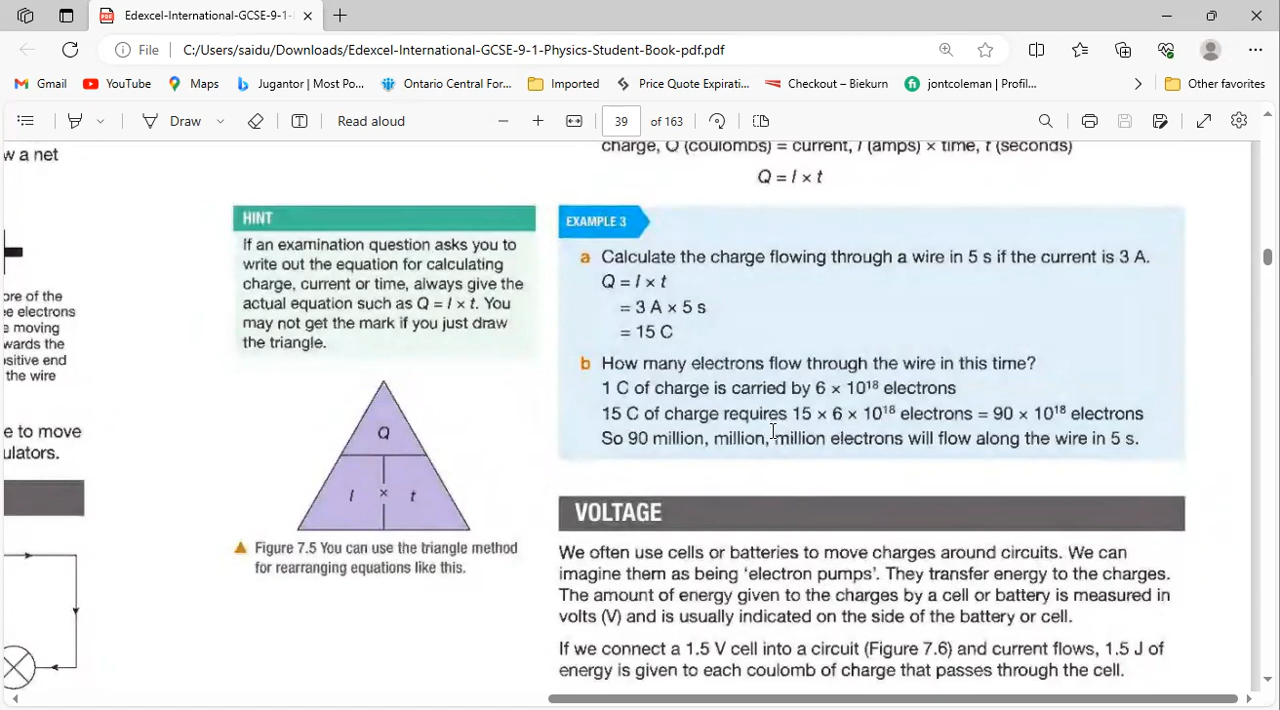 Edexcel-International-GCSE-9-1-
File C:/Users/saidu/Downloads/Edexcel-International-GCSE-9-1-Physics-Student-Book-pdf.pdf
Gmail YouTube Maps Jugantor | Most Po... Ontario Central For... Imported Price Quote Expirati... Checkout – Biekurn jontcoleman | Profil... Other favorites
Draw Read aloud 39 of 163
w a net
ore of the
e electrons
e moving
wards the
ositive end
the wire
e to move
ulators.
HINT
If an examination question asks you to
write out the equation for calculating
charge, current or time, always give the
actual equation such as Q = I × t. You
may not get the mark if you just draw
the triangle.
Q
I × t
Figure 7.5 You can use the triangle method
for rearranging equations like this.
charge, Q (coulombs) = current, I (amps) × time, t (seconds)
Q = I × t
EXAMPLE 3
a Calculate the charge flowing through a wire in 5 s if the current is 3 A.
Q = I × t
= 3 A × 5 s
= 15 C
b How many electrons flow through the wire in this time?
1 C of charge is carried by 6 × 10¹⁸ electrons
15 C of charge requires 15 × 6 × 10¹⁸ electrons = 90 × 10¹⁸ electrons
So 90 million, million, million electrons will flow along the wire in 5 s.
VOLTAGE
We often use cells or batteries to move charges around circuits. We can
imagine them as being ‘electron pumps’. They transfer energy to the charges.
The amount of energy given to the charges by a cell or battery is measured in
volts (V) and is usually indicated on the side of the battery or cell.
If we connect a 1.5 V cell into a circuit (Figure 7.6) and current flows, 1.5 J of
energy is given to each coulomb of charge that passes through the cell.